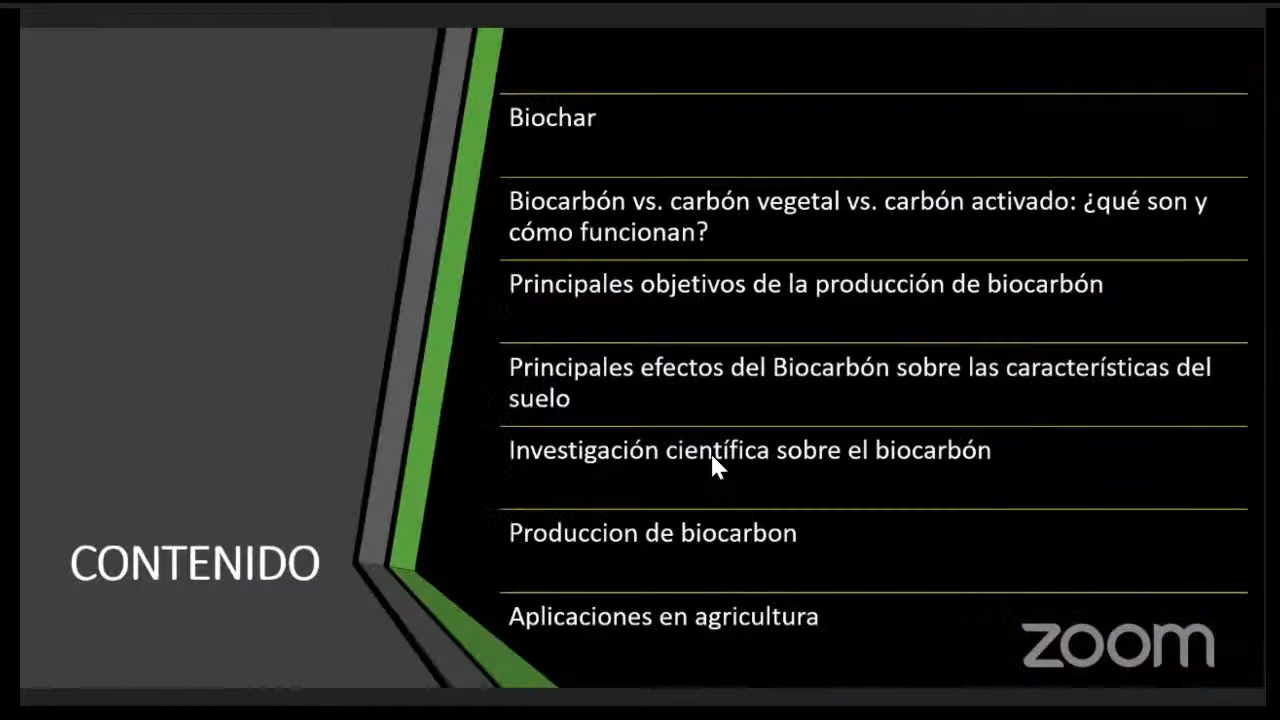 CONTENIDO
Biochar
Biocarbón vs. carbón vegetal vs. carbón activado: ¿qué son y
cómo funcionan?
Principales objetivos de la producción de biocarbón
Principales efectos del Biocarbón sobre las características del
suelo
Investigación científica sobre el biocarbón
Produccion de biocarbon
Aplicaciones en agricultura
zoom